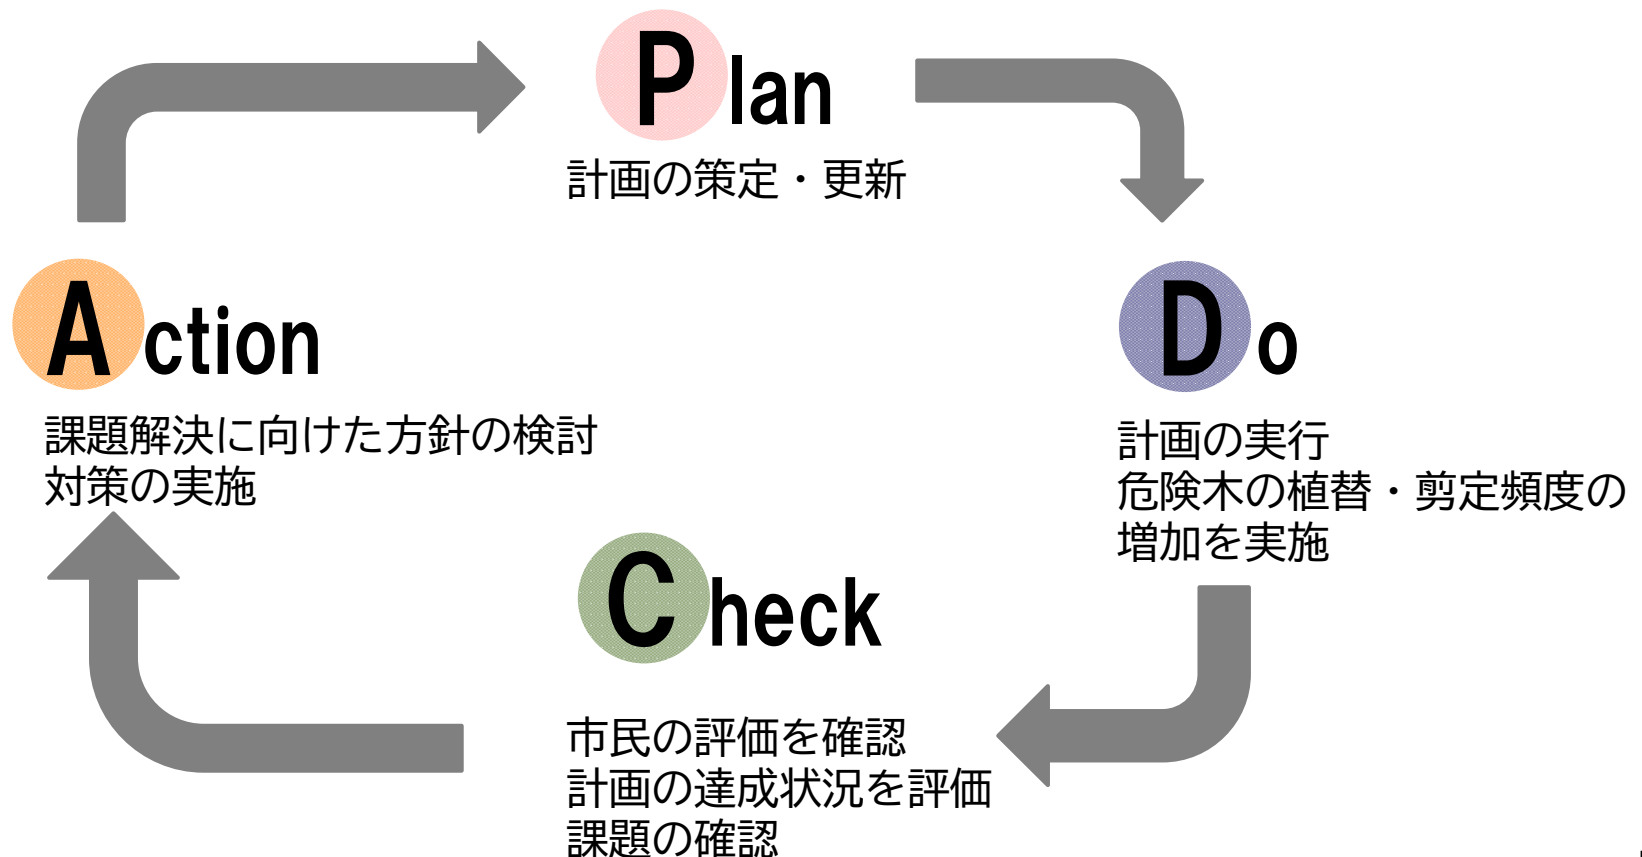 Plan
計画の策定・更新
Action
課題解決に向けた方針の検討
対策の実施
Do
計画の実行
危険木の植替・剪定頻度の
増加を実施
Check
市民の評価を確認
計画の達成状況を評価
課題の確認